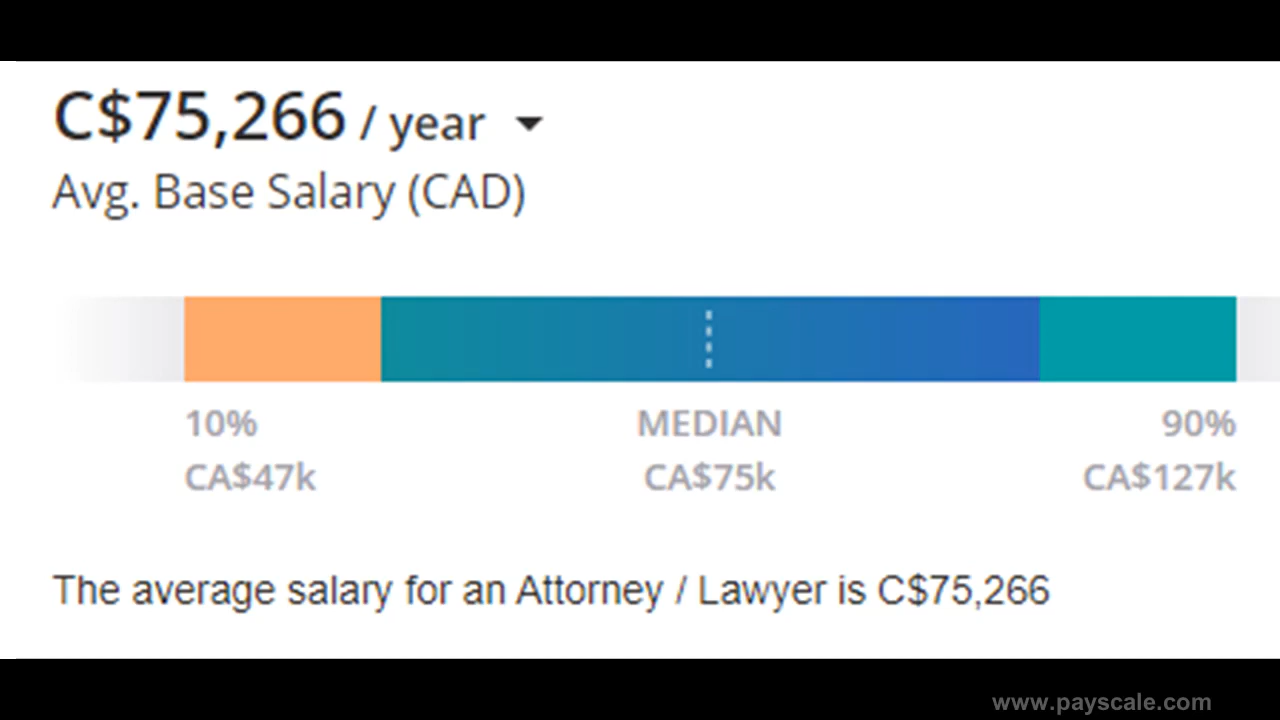 C$75,266 / year
Avg. Base Salary (CAD)
10% MEDIAN 90%
CA$47k CA$75k CA$127k
The average salary for an Attorney / Lawyer is C$75,266
www.payscale.com